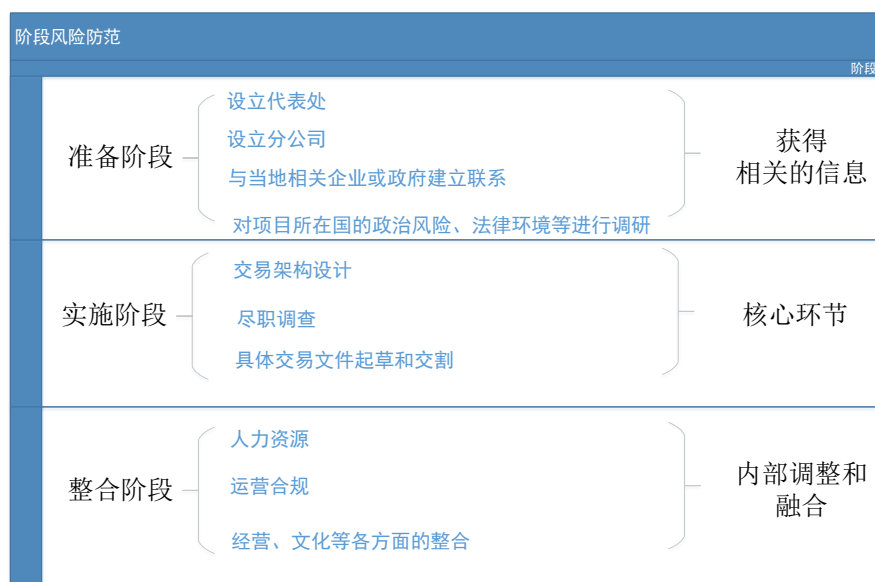 阶段风险防范
阶段
准备阶段
设立代表处
设立分公司
与当地相关企业或政府建立联系
对项目所在国的政治风险、法律环境等进行调研
获得
相关的信息
实施阶段
交易架构设计
尽职调查
具体交易文件起草和交割
核心环节
整合阶段
人力资源
运营合规
经营、文化等各方面的整合
内部调整和
融合